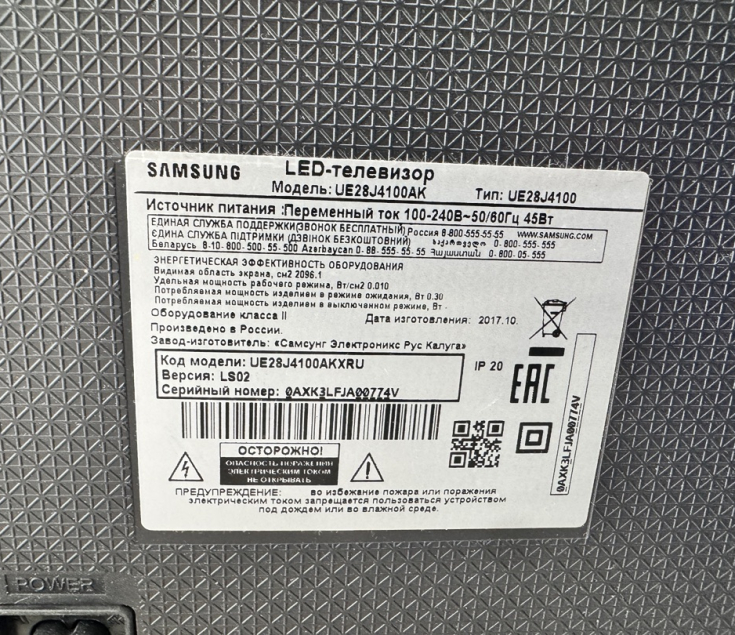 SAMSUNG
LED-телевизор
Модель: UE28J4100AK
Тип: UE28J4100
Источник питания :Переменный ток 100-240В~50/60Гц 45Вт
ЕДИНАЯ СЛУЖБА ПОДДЕРЖКИ(ЗВОНОК БЕСПЛАТНЫЙ) Россия 8-800-555-55-55 WWW.SAMSUNG.COM
ЄДИНА СЛУЖБА ПІДТРИМКИ (ДЗВІНОК БЕЗКОШТОВНИЙ) 0-800-555-555
Беларусь 8-10-800-500-55-500 Azərbaycan 0-88-555-55-55 Հայաստան 0-800-05-555
ЭНЕРГЕТИЧЕСКАЯ ЭФФЕКТИВНОСТЬ ОБОРУДОВАНИЯ
Видимая область экрана, см2 2096.1
Удельная мощность рабочего режима, Вт/см2 0.010
Потребляемая мощность изделием в режиме ожидания, Вт 0.30
Потребляемая мощность изделием в выключенном режиме, Вт -
Оборудование класса II
Дата изготовления: 2017.10.
Произведено в России.
Завод-изготовитель: «Самсунг Электроникс Рус Калуга»
Код модели: UE28J4100AKXRU
Версия: LS02
Серийный номер: 0AXK3LFJA00774V
IP 20
EAC
0AXK3LFJA00774V
ОСТОРОЖНО!
ОПАСНОСТЬ ПОРАЖЕНИЯ
ЭЛЕКТРИЧЕСКИМ ТОКОМ
НЕ ОТКРЫВАТЬ
ПРЕДУПРЕЖДЕНИЕ: во избежание пожара или поражения
электрическим током запрещается пользоваться устройством
под дождем или во влажной среде.
POWER